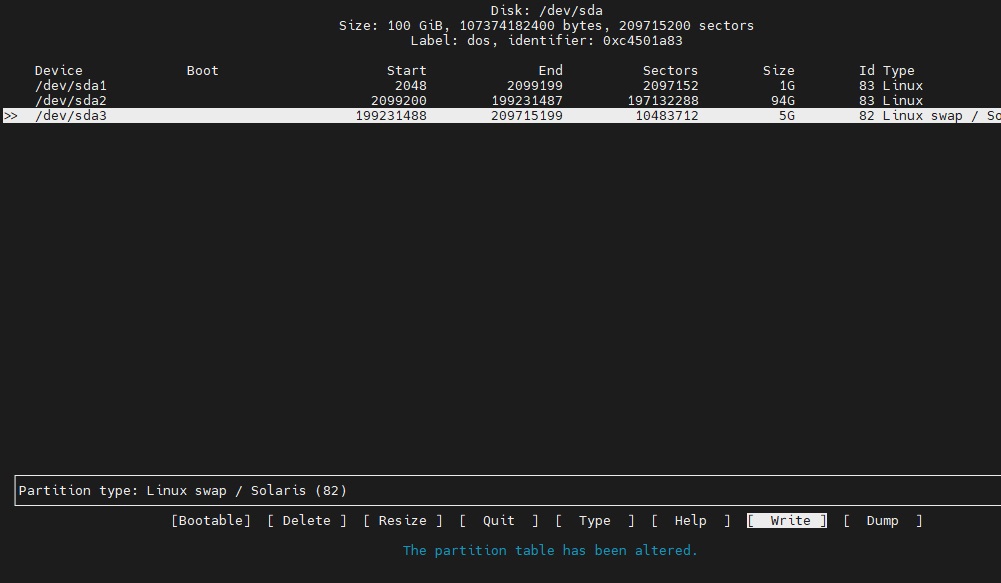 Disk: /dev/sda
Size: 100 GiB, 107374182400 bytes, 209715200 sectors
Label: dos, identifier: 0xc4501a83
Device Boot Start End Sectors Size Id Type
/dev/sda1 2048 2099199 2097152 1G 83 Linux
/dev/sda2 2099200 199231487 197132288 94G 83 Linux
>> /dev/sda3 199231488 209715199 10483712 5G 82 Linux swap / So
Partition type: Linux swap / Solaris (82)
[Bootable] [ Delete ] [ Resize ] [ Quit ] [ Type ] [ Help ] [ Write ] [ Dump ]
The partition table has been altered.